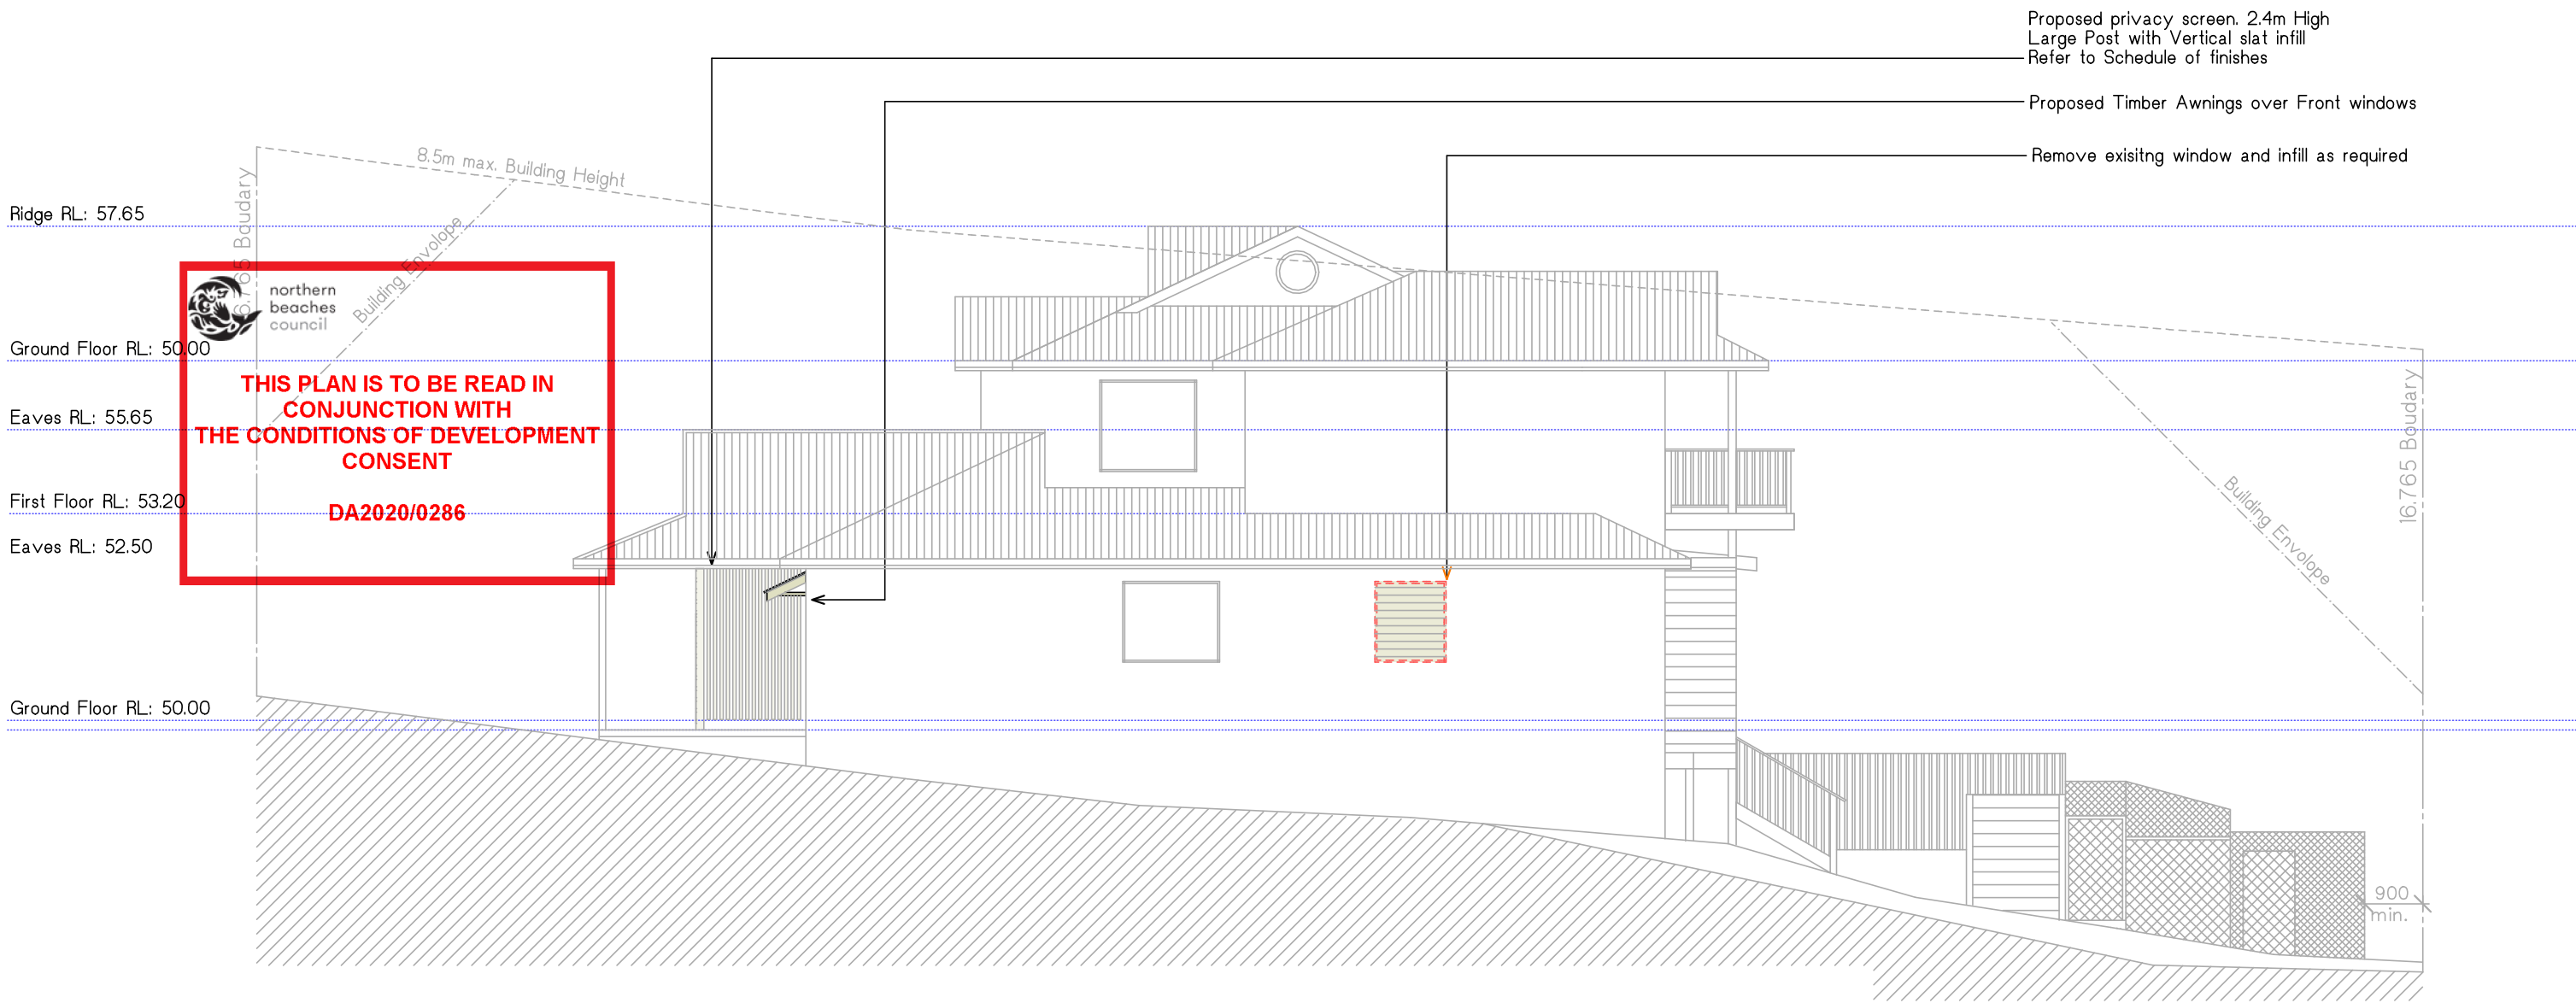 Proposed privacy screen. 2.4m High
Large Post with Vertical slat infill
Refer to Schedule of finishes
Proposed Timber Awnings over Front windows
Remove exisitng window and infill as required
8.5m max. Building Height
Building Envolope
Ridge RL: 57.65
Ground Floor RL: 50.00
Eaves RL: 55.65
First Floor RL: 53.20
Eaves RL: 52.50
Ground Floor RL: 50.00
6.765 Boudary
northern
beaches
council
THIS PLAN IS TO BE READ IN
CONJUNCTION WITH
THE CONDITIONS OF DEVELOPMENT
CONSENT
DA2020/0286
Building Envolope
16.765 Boudary
900
min.